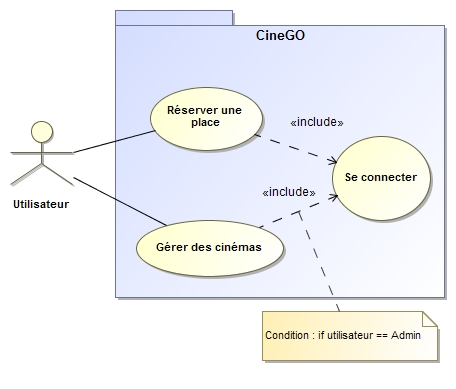 CineGO
Réserver une
place
«include»
Se connecter
«include»
Utilisateur
Gérer des cinémas
Condition : if utilisateur == Admin